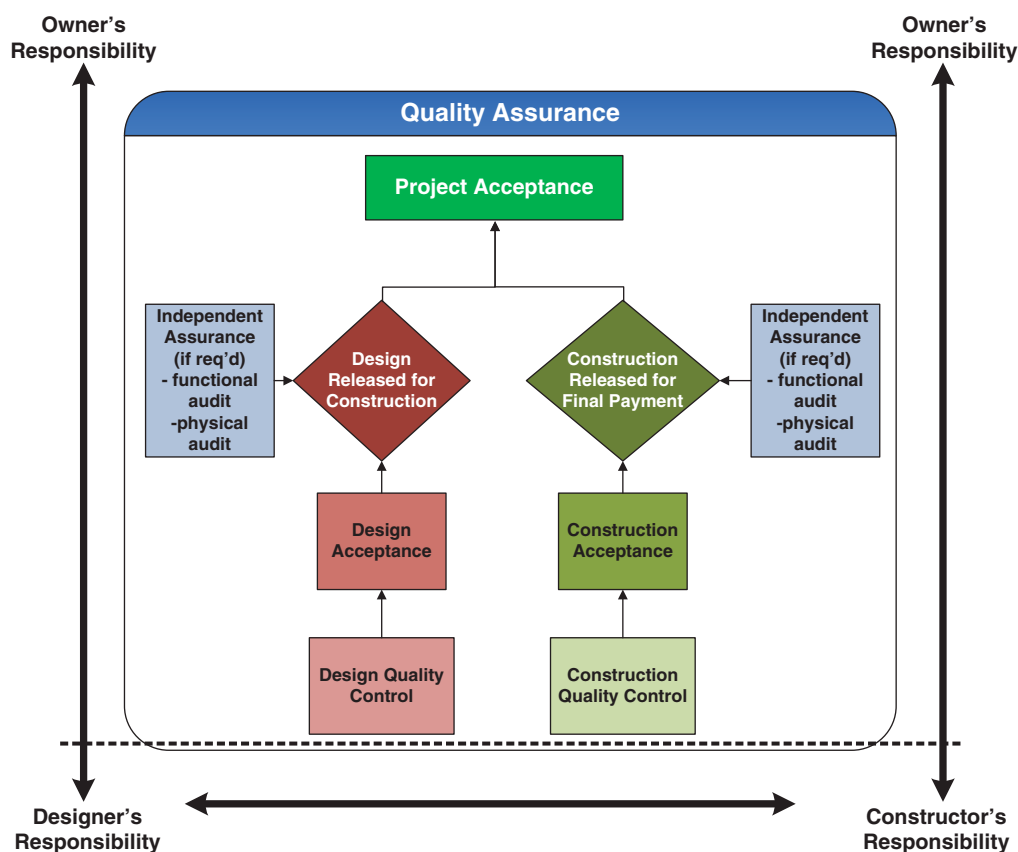 Owner's
Responsibility
Owner's
Responsibility
Quality Assurance
Project Acceptance
Independent
Assurance
(if req'd)
- functional
audit
-physical
audit
Design
Released for
Construction
Construction
Released for
Final Payment
Independent
Assurance
(if req'd)
- functional
audit
-physical
audit
Design
Acceptance
Construction
Acceptance
Design Quality
Control
Construction
Quality Control
Designer's
Responsibility
Constructor's
Responsibility